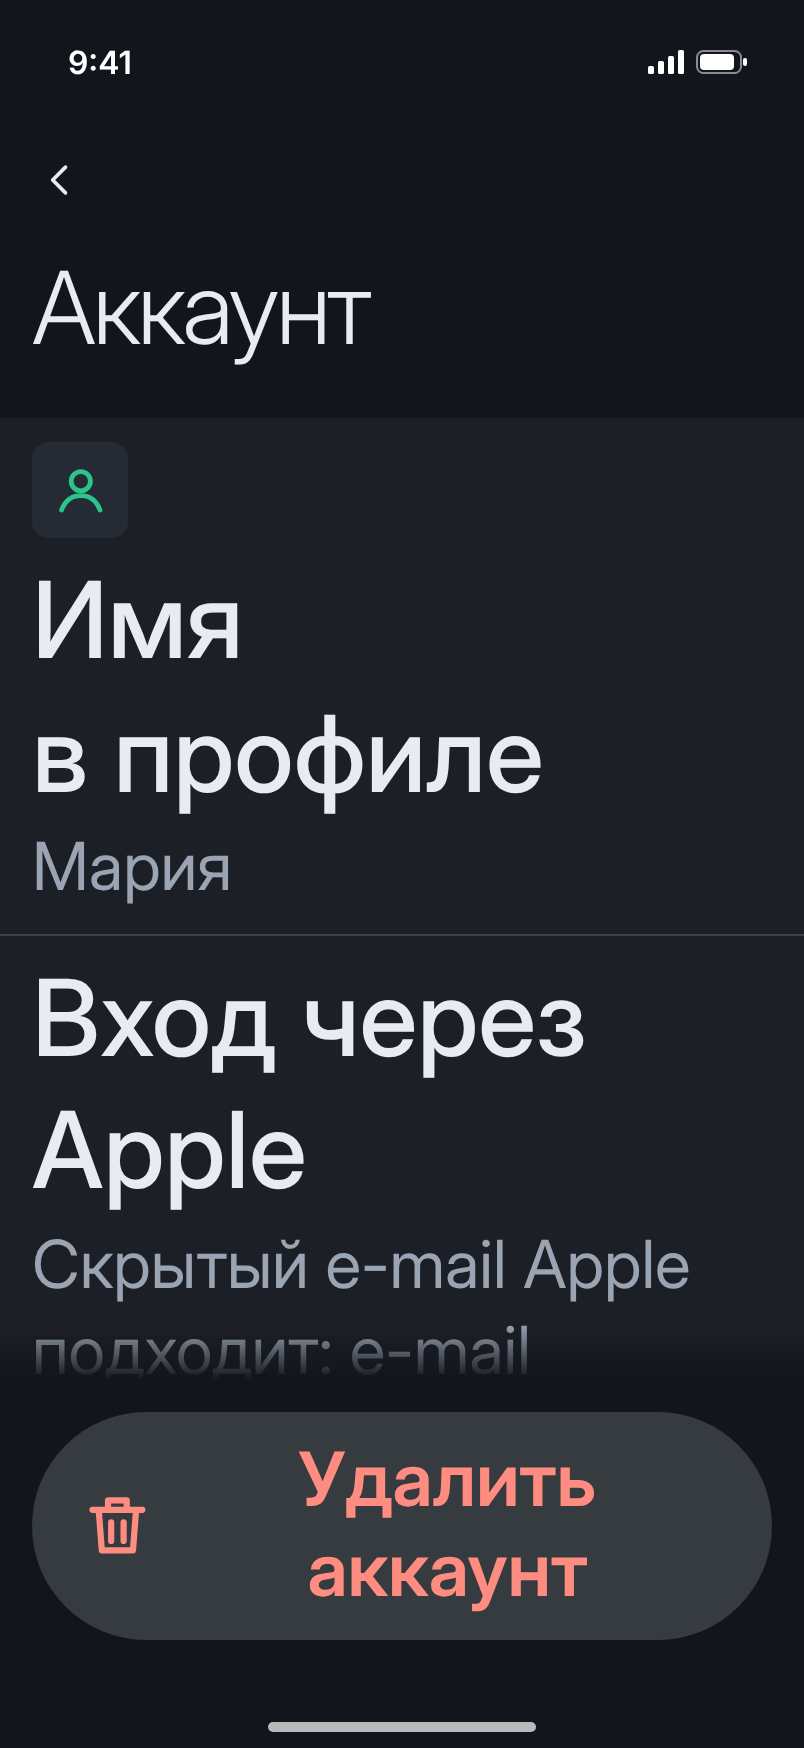 9:41
Аккаунт
Имя
в профиле
Мария
Вход через
Apple
Скрытый e-mail Apple
подходит: e-mail
Удалить
аккаунт